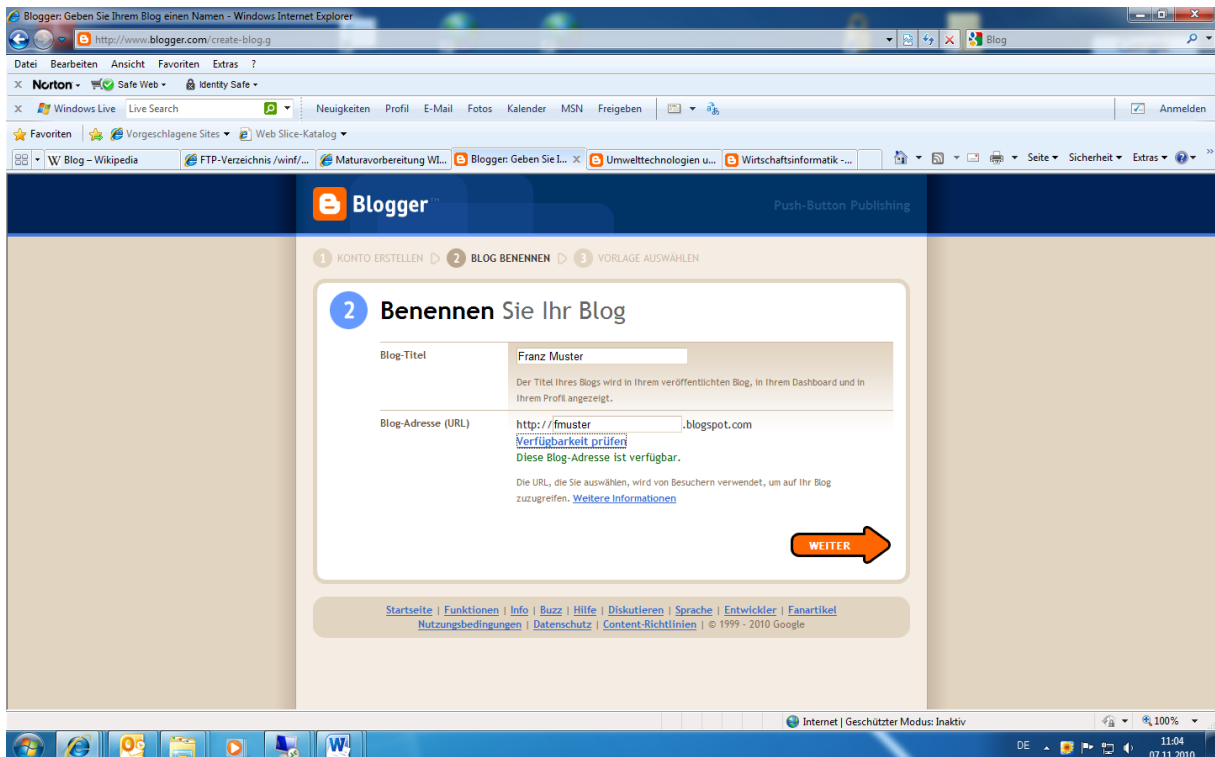 Blogger: Geben Sie Ihrem Blog einen Namen - Windows Internet Explorer
http://www.blogger.com/create-blog.g
Blog
Datei Bearbeiten Ansicht Favoriten Extras ?
x Norton - Safe Web - Identity Safe -
x Windows Live Live Search Neuigkeiten Profil E-Mail Fotos Kalender MSN Freigeben Anmelden
Favoriten Vorgeschlagene Sites Web Slice-Katalog
W Blog – Wikipedia FTP-Verzeichnis /winf/... Maturavorbereitung WI... Blogger: Geben Sie I... x Umwelttechnologien u... Wirtschaftsinformatik -... Seite Sicherheit Extras »
Blogger™ Push-Button Publishing
1 KONTO ERSTELLEN 2 BLOG BENENNEN 3 VORLAGE AUSWÄHLEN
2 Benennen Sie Ihr Blog
Blog-Titel Franz Muster
Der Titel Ihres Blogs wird in Ihrem veröffentlichten Blog, in Ihrem Dashboard und in
Ihrem Profil angezeigt.
Blog-Adresse (URL) http://fmuster.blogspot.com
Verfügbarkeit prüfen
Diese Blog-Adresse ist verfügbar.
Die URL, die Sie auswählen, wird von Besuchern verwendet, um auf Ihr Blog
zuzugreifen. Weitere Informationen
WEITER
Startseite | Funktionen | Info | Buzz | Hilfe | Diskutieren | Sprache | Entwickler | Fanartikel
Nutzungsbedingungen | Datenschutz | Content-Richtlinien | © 1999 - 2010 Google
Internet | Geschützter Modus: Inaktiv 100%
DE 11:04
07.11.2010